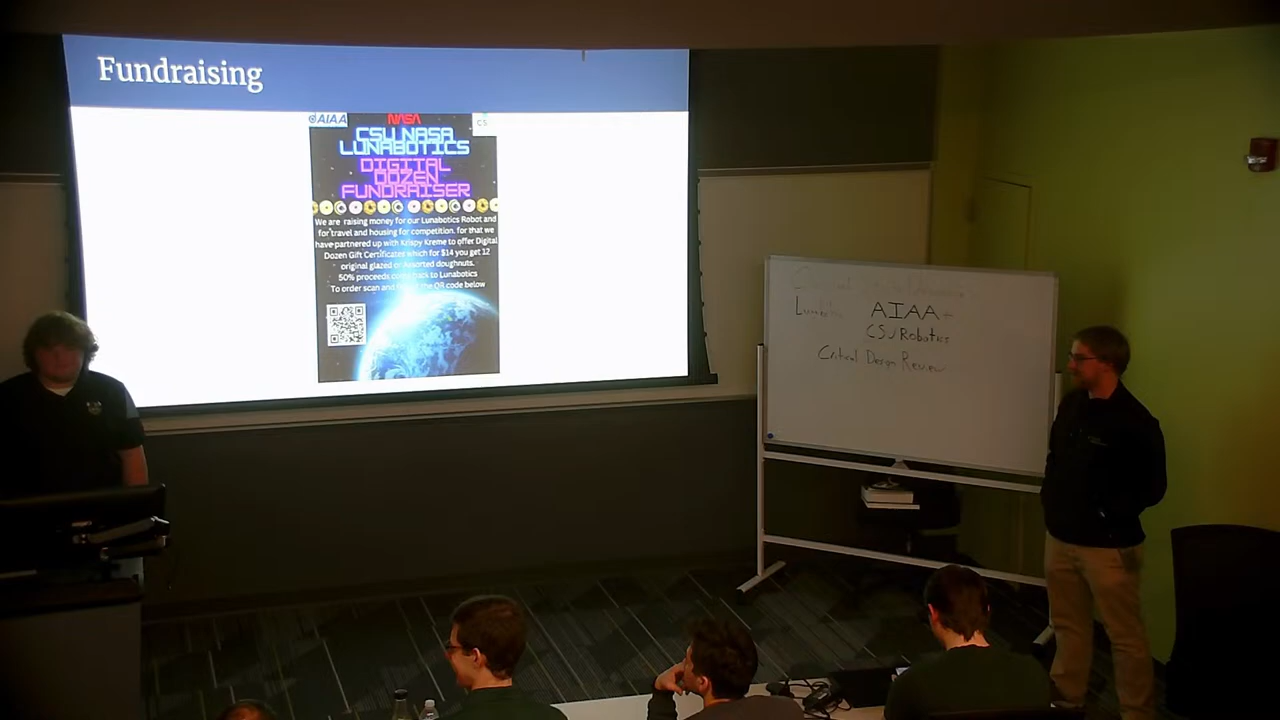 Fundraising
AIAA
NASA
CS
CSU NASA
LUNABOTICS
DIGITAL
DOZEN
FUNDRAISER
We are raising money for our Lunabotics Robot and
for travel and housing for competition. for that we
have partnered up with Krispy Kreme to offer Digital
Dozen Gift Certificates which for $14 you get 12
original glazed or Assorted doughnuts.
50% proceeds come back to Lunabotics
To order scan and the QR code below
AIAA +
CSU Robotics
Critical Design Review